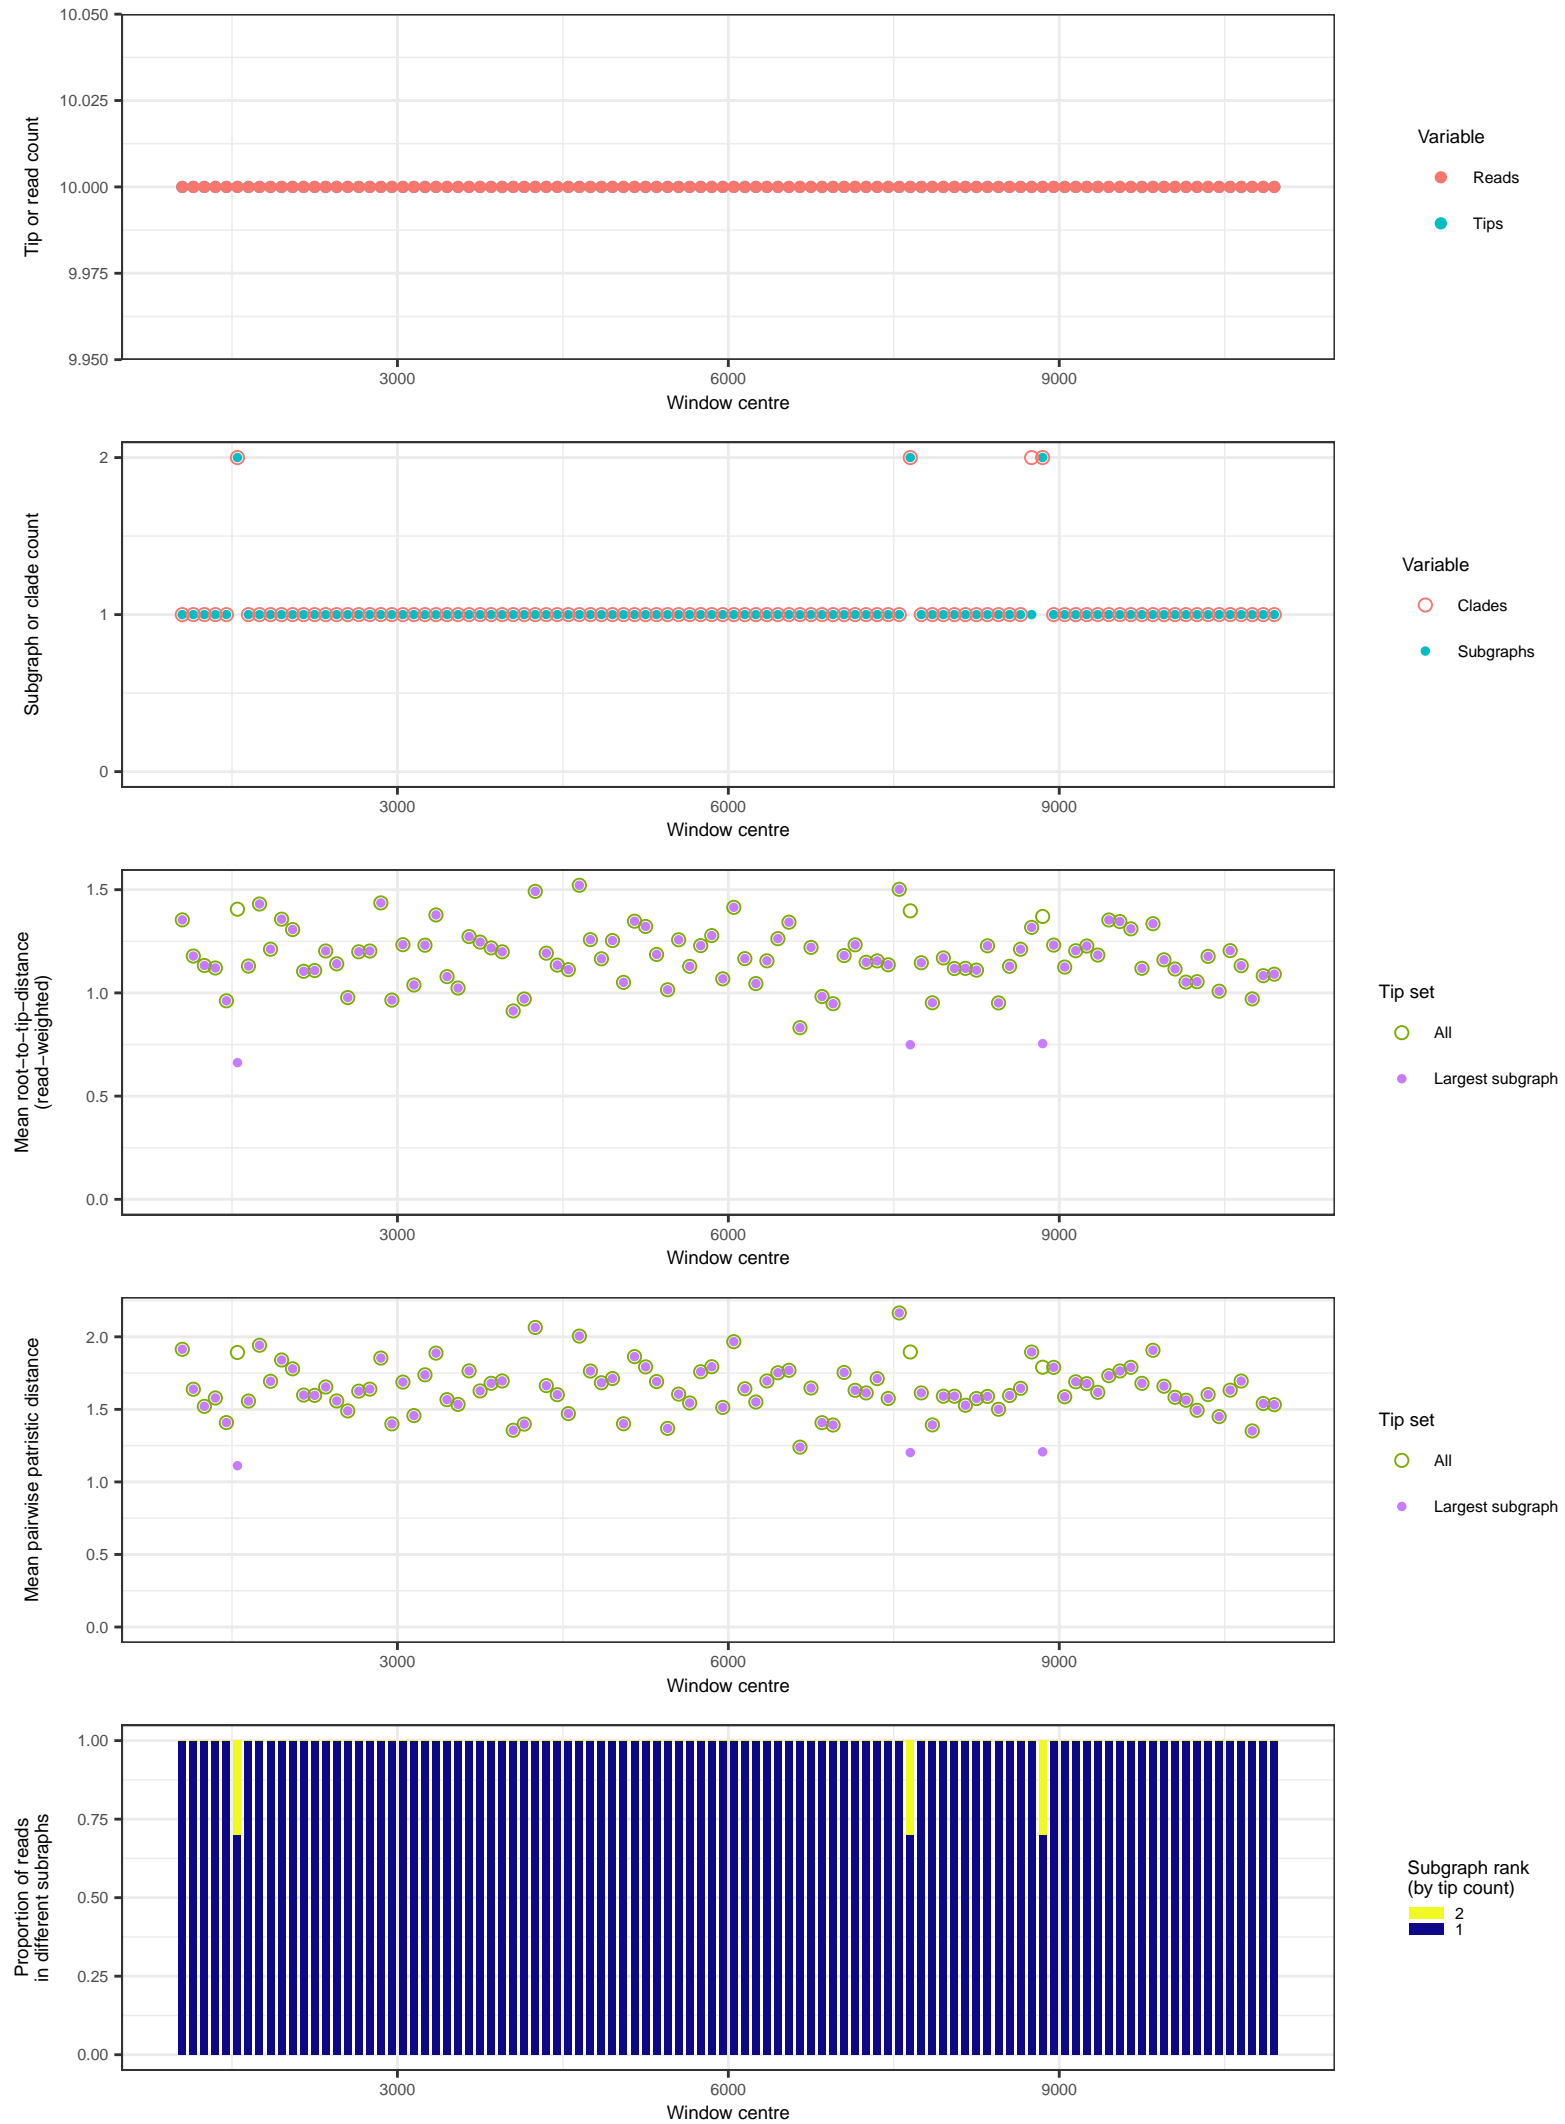 10.050
10.025
10.000
9.975
9.950
Tip or read count
3000
6000
9000
Window centre
Variable
Reads
Tips
2
1
0
Subgraph or clade count
3000
6000
9000
Window centre
Variable
Clades
Subgraphs
1.5
1.0
0.5
0.0
Mean root−to−tip−distance
(read−weighted)
3000
6000
9000
Window centre
Tip set
All
Largest subgraph
2.0
1.5
1.0
0.5
0.0
Mean pairwise patristic distance
3000
6000
9000
Window centre
Tip set
All
Largest subgraph
1.00
0.75
0.50
0.25
0.00
Proportion of reads
in different subraphs
3000
6000
9000
Window centre
Subgraph rank
(by tip count)
2
1